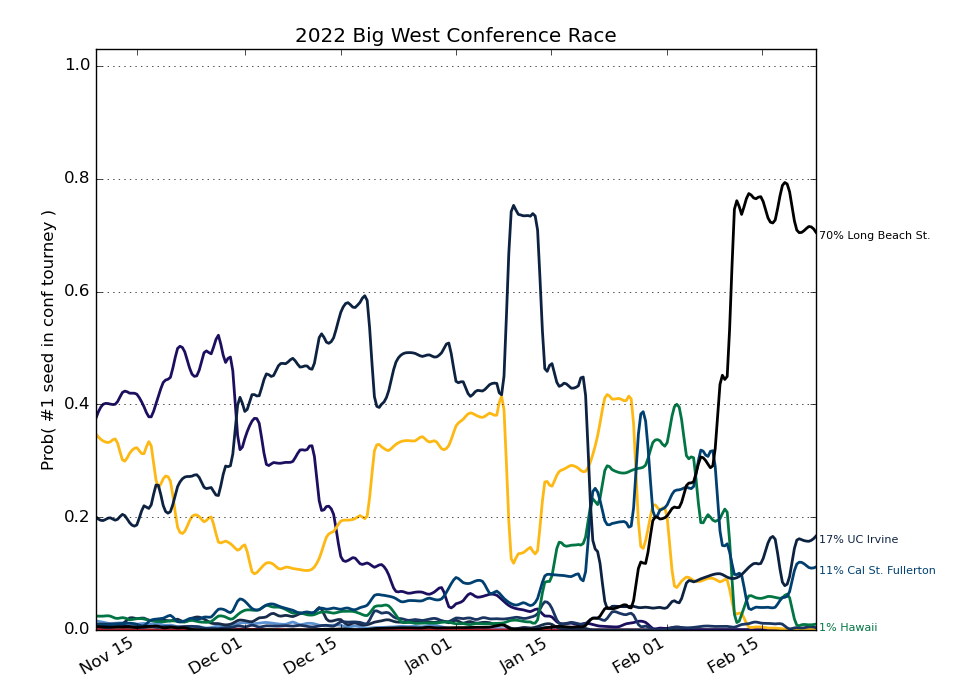 2022 Big West Conference Race
1.0
0.8
0.6
0.4
0.2
0.0
Prob( #1 seed in conf tourney )
70% Long Beach St.
17% UC Irvine
11% Cal St. Fullerton
1% Hawaii
Nov 15
Dec 01
Dec 15
Jan 01
Jan 15
Feb 01
Feb 15